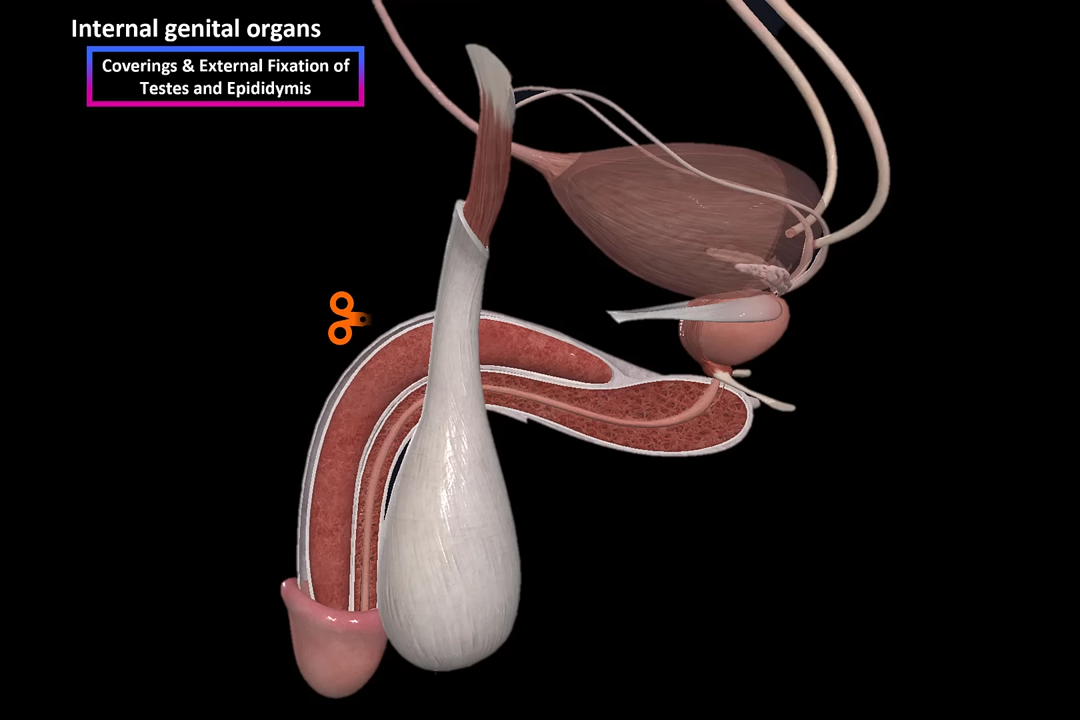 Internal genital organs
Coverings & External Fixation of
Testes and Epididymis